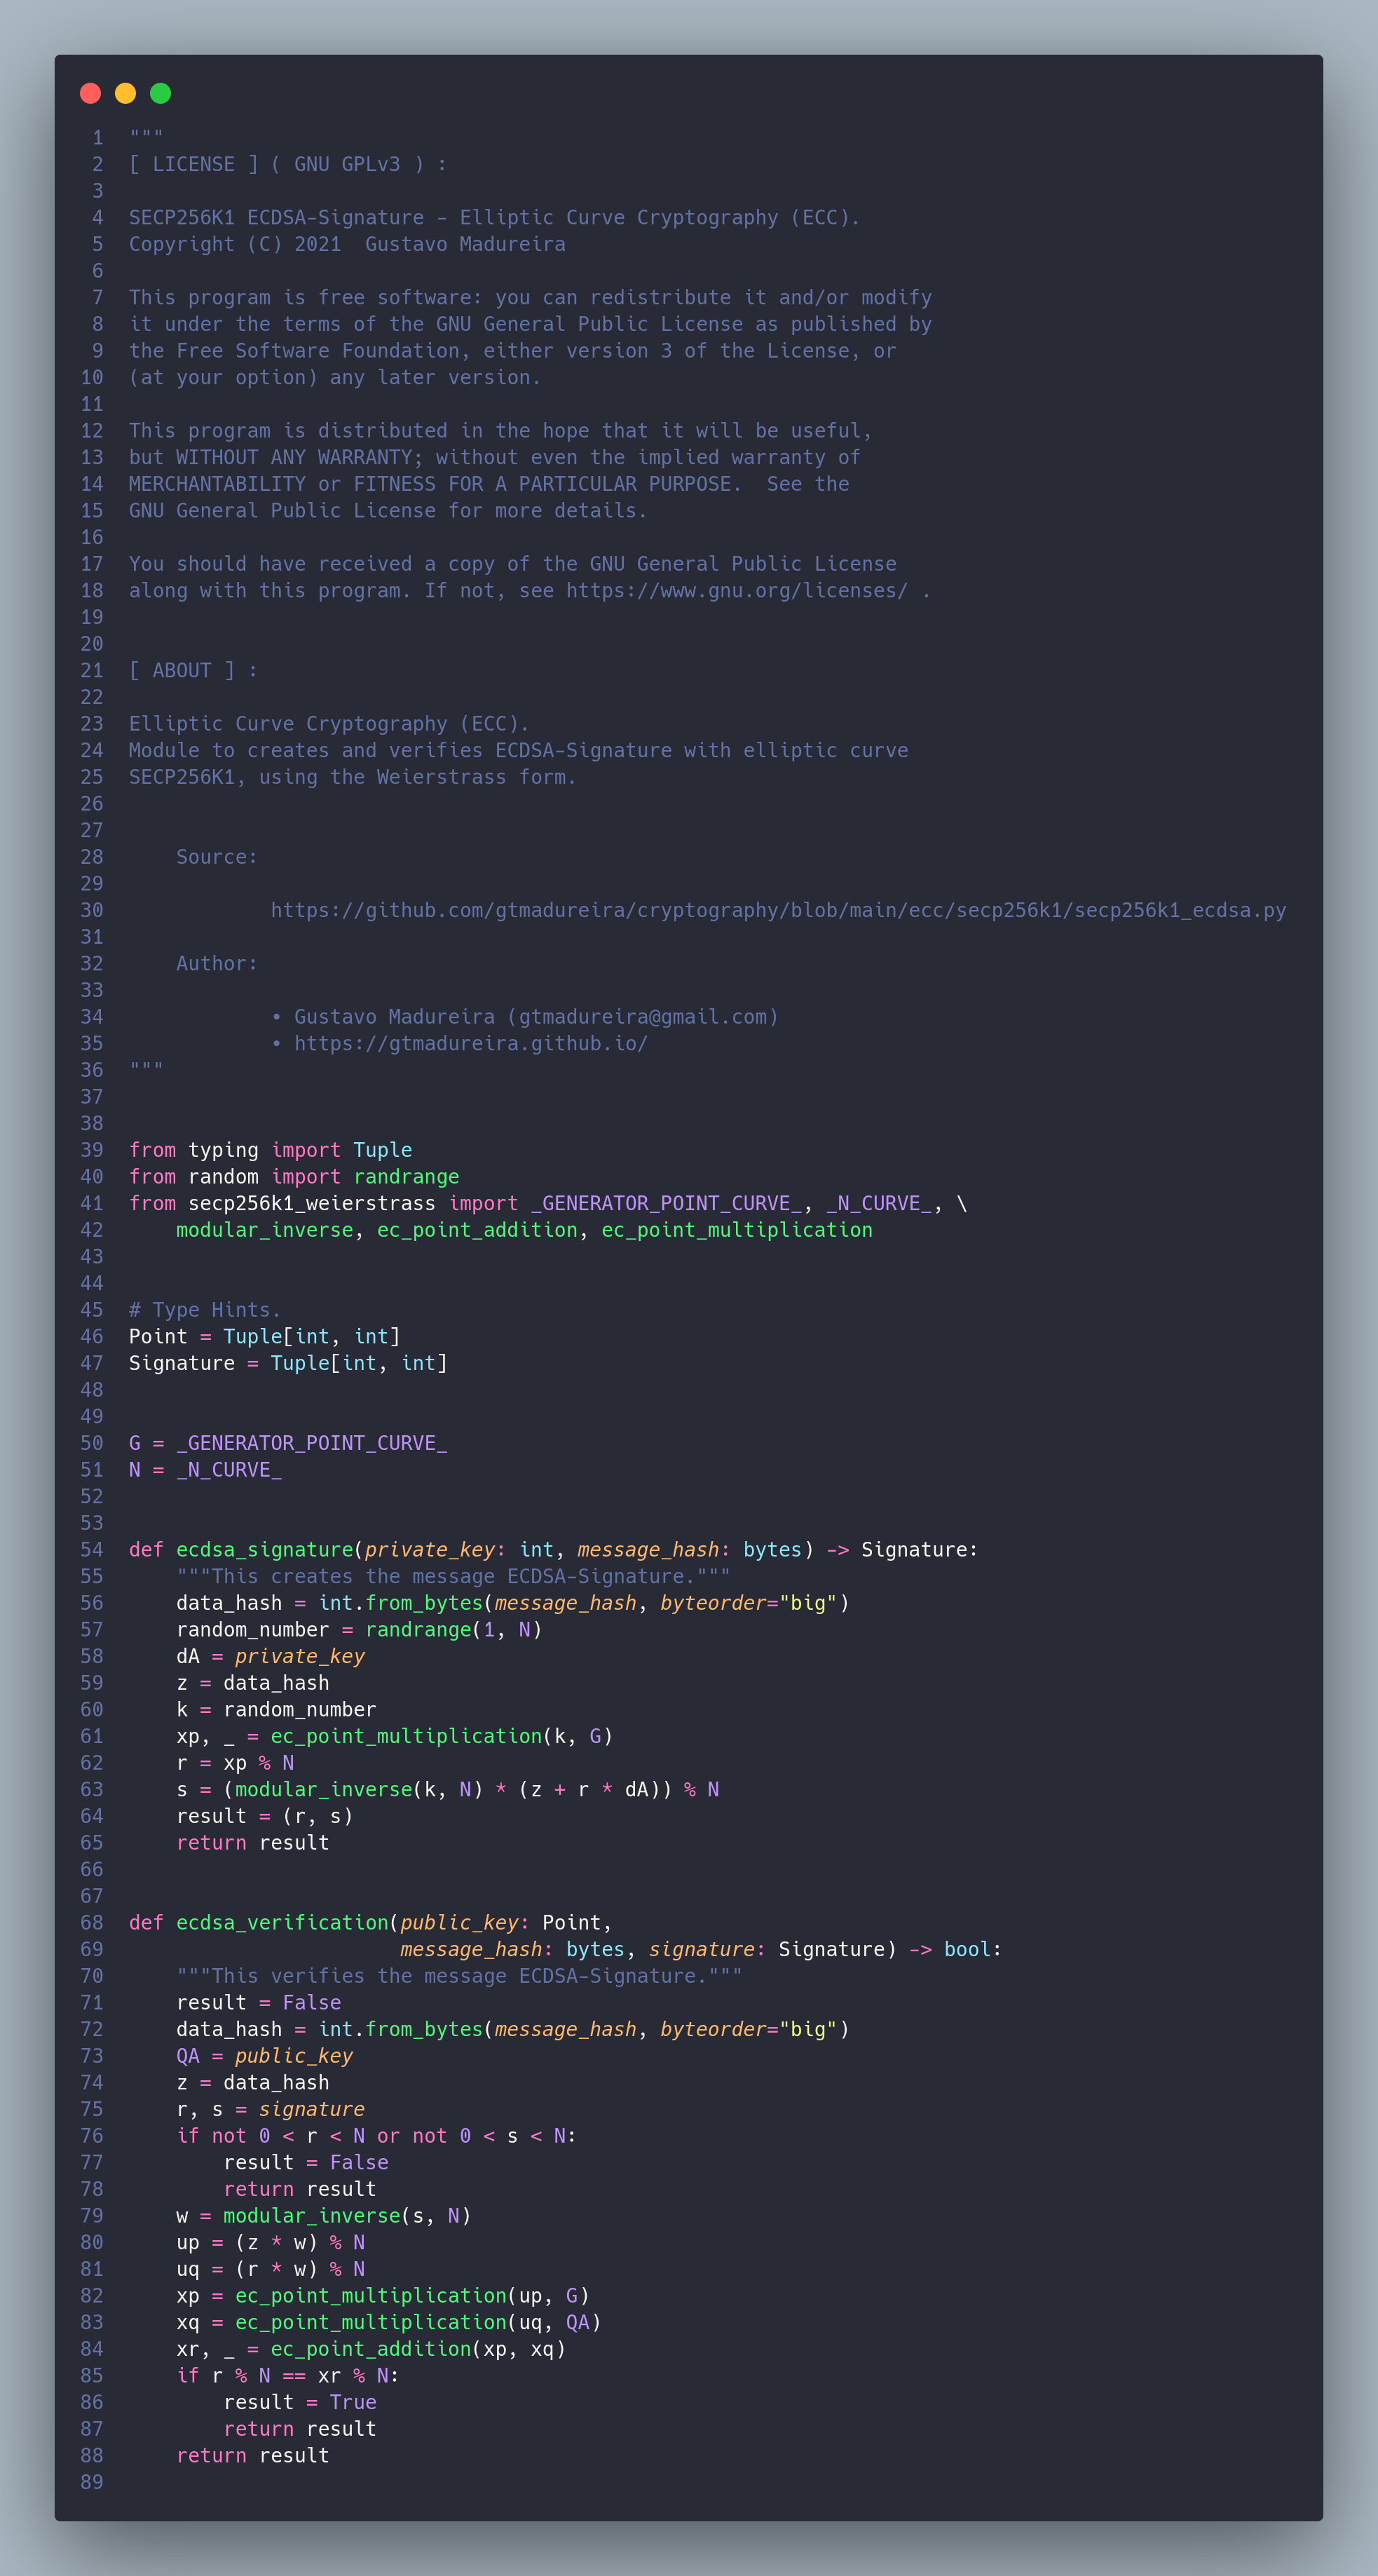 1 """
2 [ LICENSE ] ( GNU GPLv3 ) :
3
4 SECP256K1 ECDSA-Signature - Elliptic Curve Cryptography (ECC).
5 Copyright (C) 2021  Gustavo Madureira
6
7 This program is free software: you can redistribute it and/or modify
8 it under the terms of the GNU General Public License as published by
9 the Free Software Foundation, either version 3 of the License, or
10 (at your option) any later version.
11
12 This program is distributed in the hope that it will be useful,
13 but WITHOUT ANY WARRANTY; without even the implied warranty of
14 MERCHANTABILITY or FITNESS FOR A PARTICULAR PURPOSE.  See the
15 GNU General Public License for more details.
16
17 You should have received a copy of the GNU General Public License
18 along with this program. If not, see https://www.gnu.org/licenses/ .
19
20
21 [ ABOUT ] :
22
23 Elliptic Curve Cryptography (ECC).
24 Module to creates and verifies ECDSA-Signature with elliptic curve
25 SECP256K1, using the Weierstrass form.
26
27
28     Source:
29
30             https://github.com/gtmadureira/cryptography/blob/main/ecc/secp256k1/secp256k1_ecdsa.py
31
32     Author:
33
34             • Gustavo Madureira (gtmadureira@gmail.com)
35             • https://gtmadureira.github.io/
36 """
37
38
39 from typing import Tuple
40 from random import randrange
41 from secp256k1_weierstrass import _GENERATOR_POINT_CURVE_, _N_CURVE_, \
42     modular_inverse, ec_point_addition, ec_point_multiplication
43
44
45 # Type Hints.
46 Point = Tuple[int, int]
47 Signature = Tuple[int, int]
48
49
50 G = _GENERATOR_POINT_CURVE_
51 N = _N_CURVE_
52
53
54 def ecdsa_signature(private_key: int, message_hash: bytes) -> Signature:
55     """This creates the message ECDSA-Signature."""
56     data_hash = int.from_bytes(message_hash, byteorder="big")
57     random_number = randrange(1, N)
58     dA = private_key
59     z = data_hash
60     k = random_number
61     xp, _ = ec_point_multiplication(k, G)
62     r = xp % N
63     s = (modular_inverse(k, N) * (z + r * dA)) % N
64     result = (r, s)
65     return result
66
67
68 def ecdsa_verification(public_key: Point,
69                        message_hash: bytes, signature: Signature) -> bool:
70     """This verifies the message ECDSA-Signature."""
71     result = False
72     data_hash = int.from_bytes(message_hash, byteorder="big")
73     QA = public_key
74     z = data_hash
75     r, s = signature
76     if not 0 < r < N or not 0 < s < N:
77         result = False
78         return result
79     w = modular_inverse(s, N)
80     up = (z * w) % N
81     uq = (r * w) % N
82     xp = ec_point_multiplication(up, G)
83     xq = ec_point_multiplication(uq, QA)
84     xr, _ = ec_point_addition(xp, xq)
85     if r % N == xr % N:
86         result = True
87         return result
88     return result
89